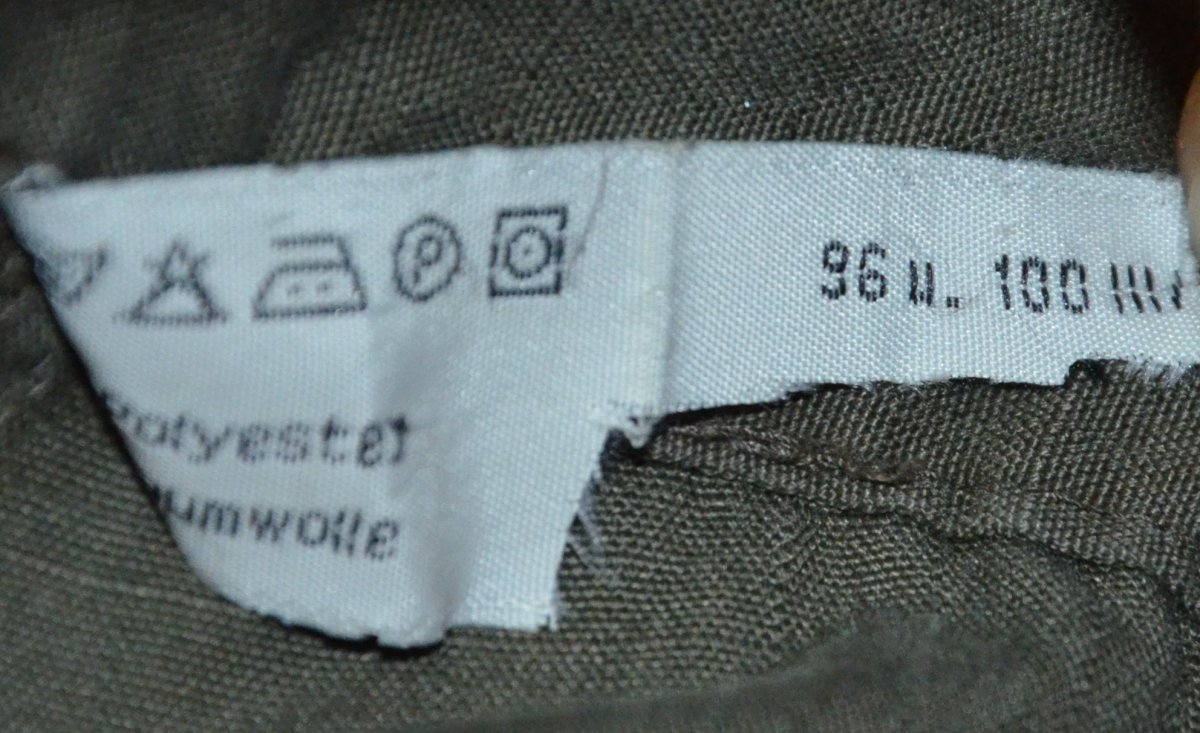 P
96 u. 100
Polyester
umwolle